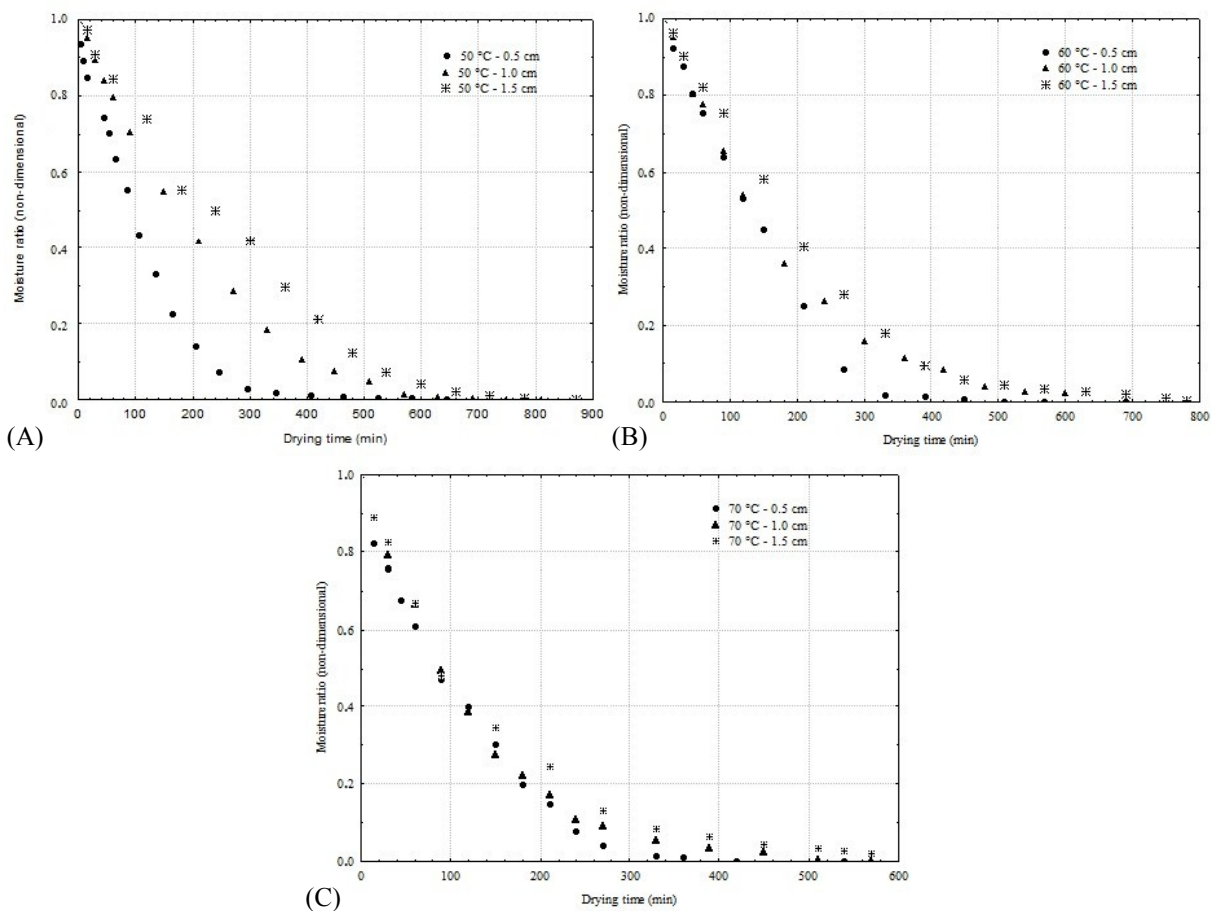 Moisture ratio (non-dimensional)
1.0
0.8
0.6
0.4
0.2
0.0
50 °C - 0.5 cm
50 °C - 1.0 cm
50 °C - 1.5 cm
0 100 200 300 400 500 600 700 800 900
Drying time (min)
(A)
Moisture ratio (non-dimensional)
1.0
0.8
0.6
0.4
0.2
0.0
60 °C - 0.5 cm
60 °C - 1.0 cm
60 °C - 1.5 cm
0 100 200 300 400 500 600 700 800
Drying time (min)
(B)
Moisture ratio (non-dimensional)
1.0
0.8
0.6
0.4
0.2
0.0
70 °C - 0.5 cm
70 °C - 1.0 cm
70 °C - 1.5 cm
0 100 200 300 400 500 600
Drying time (min)
(C)